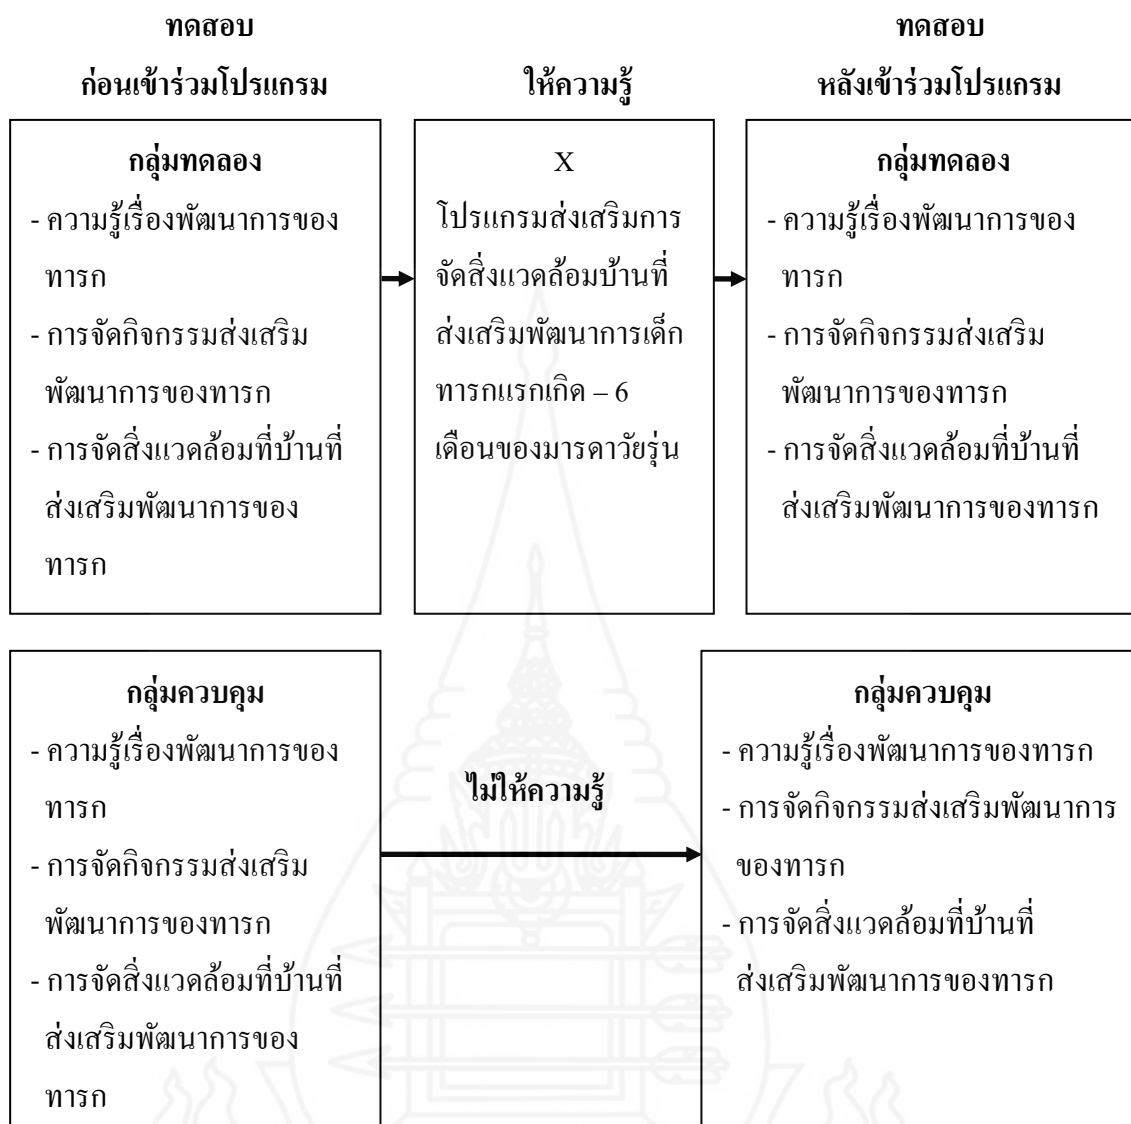 ทดสอบ
ก่อนเข้าร่วมโปรแกรม
ให้ความรู้
ทดสอบ
หลังเข้าร่วมโปรแกรม
กลุ่มทดลอง
- ความรู้เรื่องพัฒนาการของ
ทารก
- การจัดกิจกรรมส่งเสริม
พัฒนาการของทารก
- การจัดสิ่งแวดล้อมที่บ้านที่
ส่งเสริมพัฒนาการของ
ทารก
X
โปรแกรมส่งเสริมการ
จัดสิ่งแวดล้อมบ้านที่
ส่งเสริมพัฒนาการเด็ก
ทารกแรกเกิด – 6
เดือนของมารดาวัยรุ่น
กลุ่มทดลอง
- ความรู้เรื่องพัฒนาการของ
ทารก
- การจัดกิจกรรมส่งเสริม
พัฒนาการของทารก
- การจัดสิ่งแวดล้อมที่บ้านที่
ส่งเสริมพัฒนาการของทารก
กลุ่มควบคุม
- ความรู้เรื่องพัฒนาการของ
ทารก
- การจัดกิจกรรมส่งเสริม
พัฒนาการของทารก
- การจัดสิ่งแวดล้อมที่บ้านที่
ส่งเสริมพัฒนาการของ
ทารก
ไม่ให้ความรู้
กลุ่มควบคุม
- ความรู้เรื่องพัฒนาการของทารก
- การจัดกิจกรรมส่งเสริมพัฒนาการ
ของทารก
- การจัดสิ่งแวดล้อมที่บ้านที่
ส่งเสริมพัฒนาการของทารก